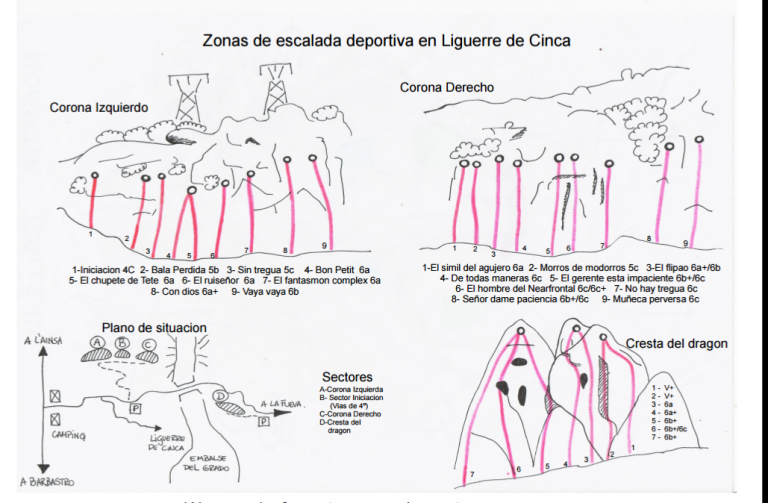 Zonas de escalada deportiva en Liguerre de Cinca
Corona Izquierdo
1
2
3
4
5
6
7
8
9
1-Iniciacion 4C 2- Bala Perdida 5b 3- Sin tregua 5c 4- Bon Petit 6a
5- El chupete de Tete 6a 6- El ruiseñor 6a 7- El fantasmon complex 6a
8- Con dios 6a+ 9- Vaya vaya 6b
Corona Derecho
1
2
3
4
5
6
7
8
9
1-El simil del agujero 6a 2- Morros de modorros 5c 3-El flipao 6a+/6b
4- De todas maneras 6c 5- El gerente esta impaciente 6b+/6c
6- El hombre del Nearfrontal 6c/6c+ 7- No hay tregua 6c
8- Señor dame paciencia 6b+/6c 9- Muñeca perversa 6c
Plano de situacion
A L'AINSA
A
B
C
D
P
P
CAMPING
LIGUERRE
DE CINCA
EMBALSE
DEL GRADO
A LA FUEVA
A BARBASTRO
Sectores
A-Corona Izquierda
B- Sector Iniciacion
(Vias de 4º)
C-Corona Derecho
D-Cresta del
dragon
Cresta del dragon
1 - V+
2 - V+
3 - 6a
4 - 6a+
5 - 6b+
6 - 6b+/6c
7 - 6b+
7
6
5
4
3
2
1